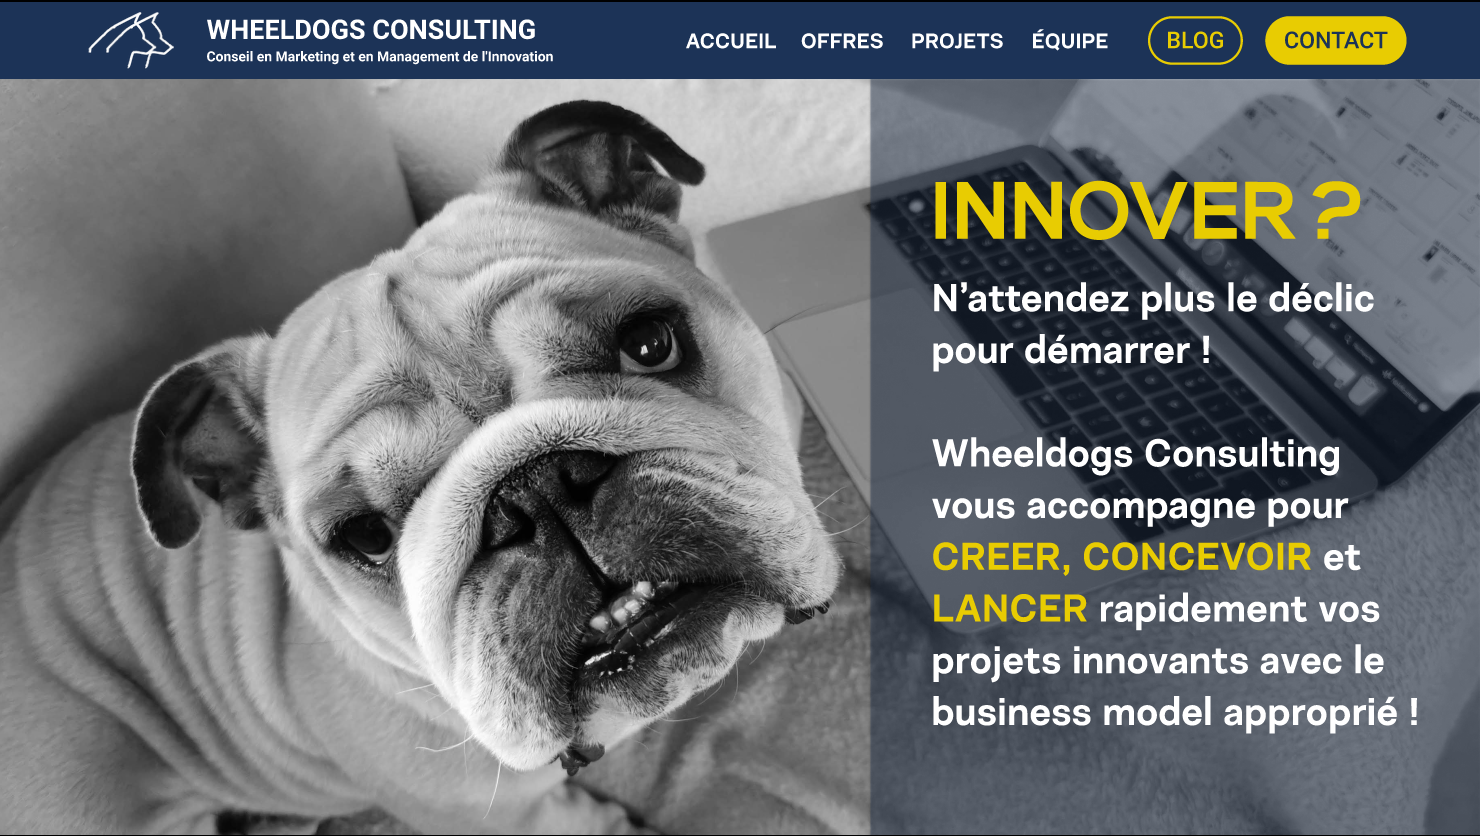 WHEELDOGS CONSULTING
Conseil en Marketing et en Management de l'Innovation
ACCUEIL OFFRES PROJETS ÉQUIPE BLOG CONTACT
INNOVER ?
N’attendez plus le déclic
pour démarrer !
Wheeldogs Consulting
vous accompagne pour
CREER, CONCEVOIR et
LANCER rapidement vos
projets innovants avec le
business model approprié !